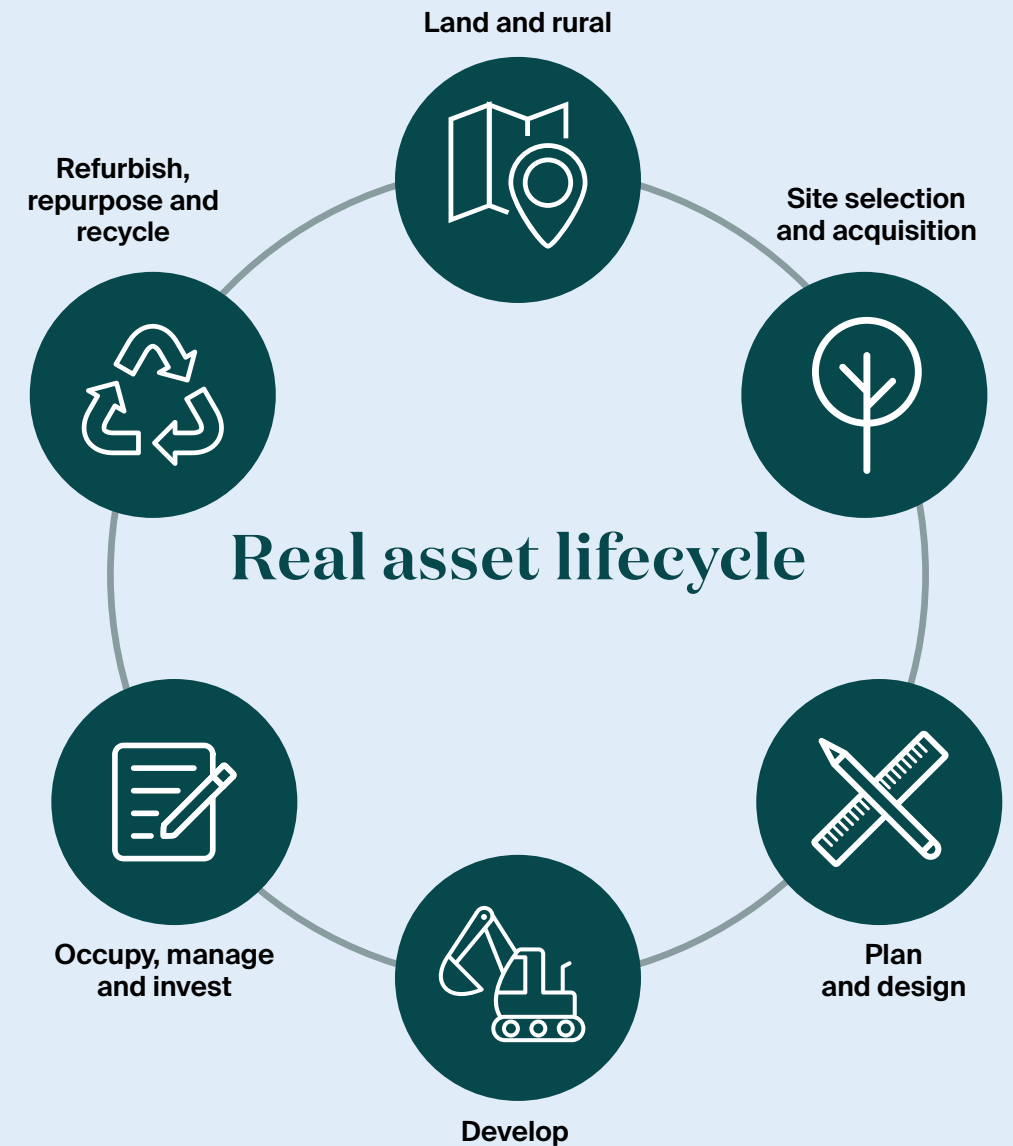 Land and rural
Refurbish,
repurpose and
recycle
Site selection
and acquisition
Real asset lifecycle
Occupy, manage
and invest
Plan
and design
Develop